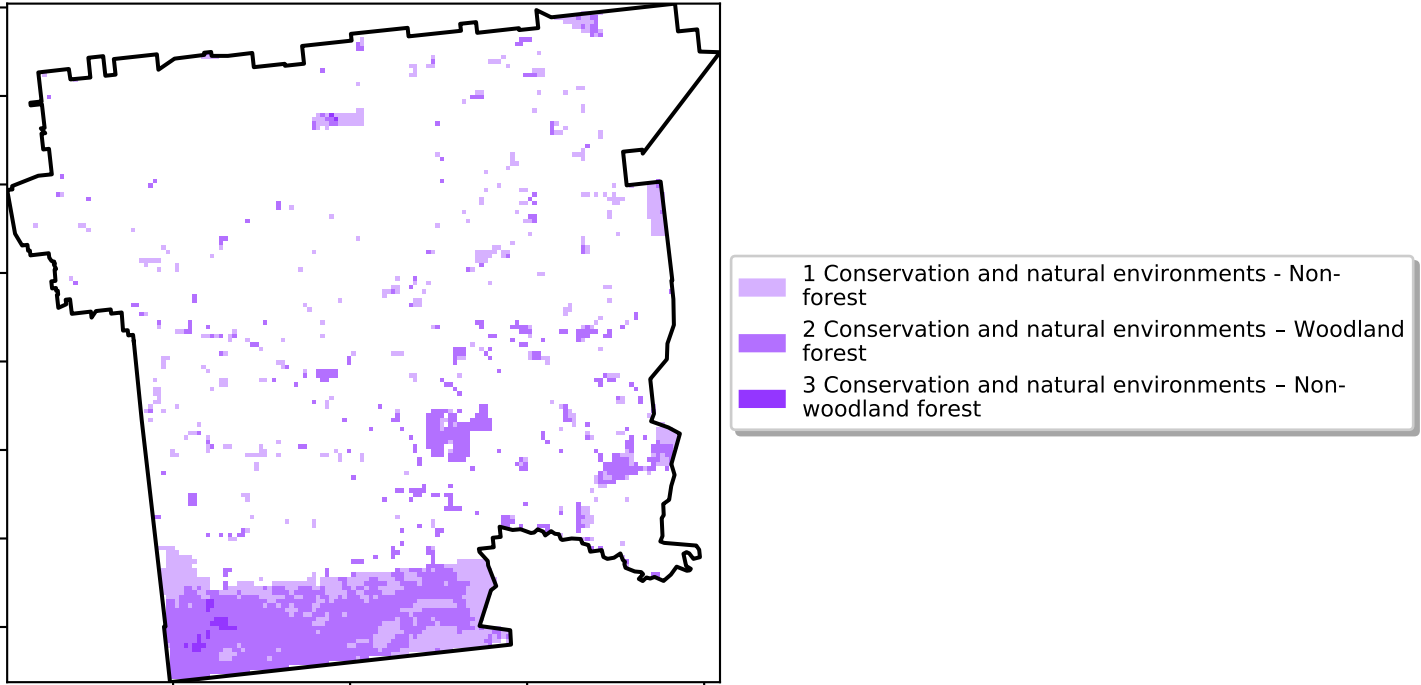 1 Conservation and natural environments - Non-
forest
2 Conservation and natural environments – Woodland
forest
3 Conservation and natural environments – Non-
woodland forest